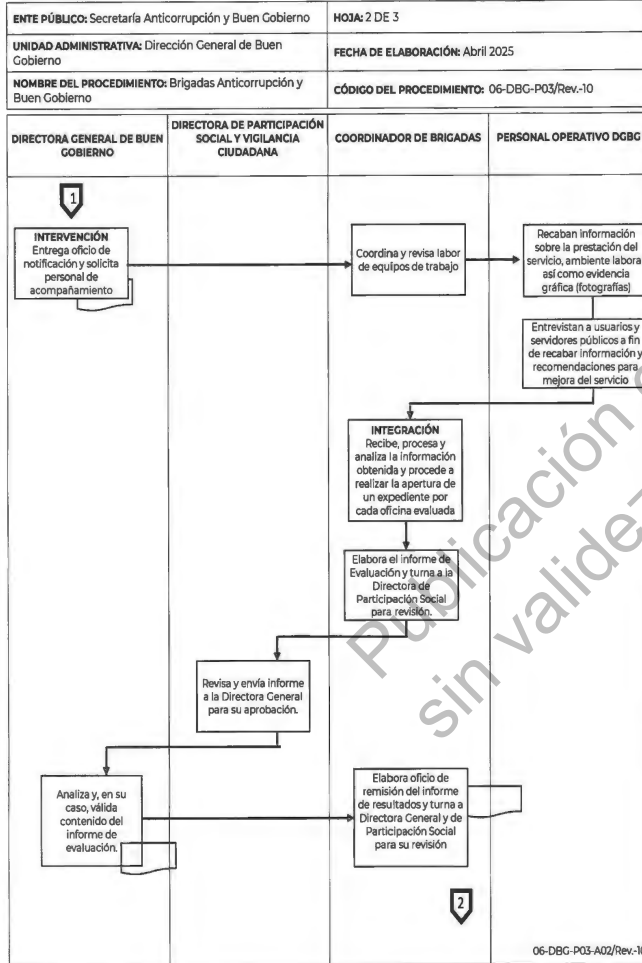 ENTE PÚBLICO: Secretaría Anticorrupción y Buen Gobierno
HOJA: 2 DE 3
UNIDAD ADMINISTRATIVA: Dirección General de Buen
Gobierno
FECHA DE ELABORACIÓN: Abril 2025
NOMBRE DEL PROCEDIMIENTO: Brigadas Anticorrupción y
Buen Gobierno
CÓDIGO DEL PROCEDIMIENTO: 06-DBG-P03/Rev.-10
DIRECTORA GENERAL DE BUEN
GOBIERNO
DIRECTORA DE PARTICIPACIÓN
SOCIAL Y VIGILANCIA
CIUDADANA
COORDINADOR DE BRIGADAS
PERSONAL OPERATIVO DGBG
1
INTERVENCIÓN
Entrega oficio de
notificación y solicita
personal de
acompañamiento
Coordina y revisa labor
de equipos de trabajo
Recaban información
sobre la prestación del
servicio, ambiente labora
así como evidencia
gráfica (fotografías)
Entrevistan a usuarios y
servidores públicos a fin
de recabar información y
recomendaciones para
mejora del servicio
INTEGRACIÓN
Recibe, procesa y
analiza la información
obtenida y procede a
realizar la apertura de
un expediente por
cada oficina evaluada
Elabora el informe de
Evaluación y turna a la
Directora de
Participación Social
para revisión.
Revisa y envía informe
a la Directora General
para su aprobación.
Analiza y, en su
caso, válida
contenido del
informe de
evaluación.
Elabora oficio de
remisión del informe
de resultados y turna a
Directora General y de
Participación Social
para su revisión
2
06-DBG-P03-A02/Rev.-10
Publicación
sin validez